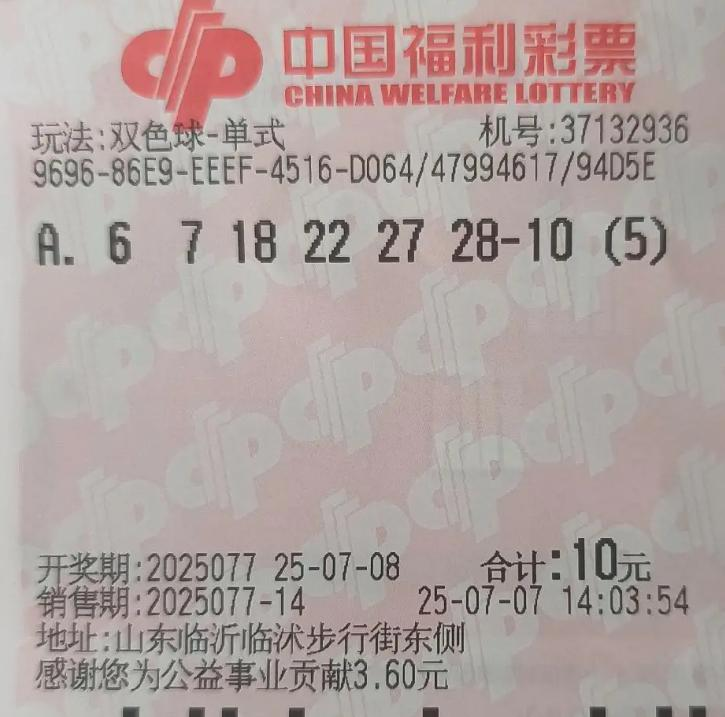 中国福利彩票
CHINA WELFARE LOTTERY
玩法:双色球-单式 机号:37132936
9696-86E9-EEEF-4516-D064/47994617/94D5E
A. 6 7 18 22 27 28-10 (5)
开奖期:2025077 25-07-08 合计:10元
销售期:2025077-14 25-07-07 14:03:54
地址:山东临沂临沭步行街东侧
感谢您为公益事业贡献3.60元